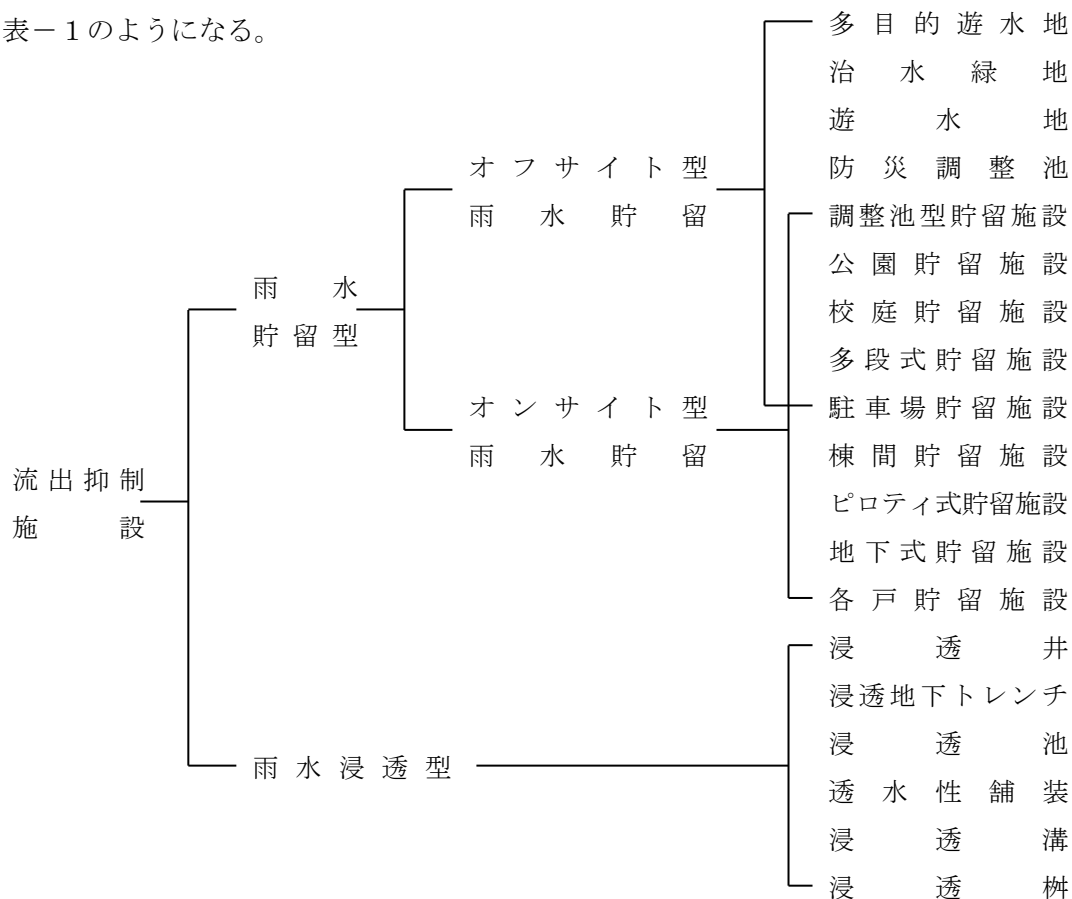 表－１のようになる。
流出抑制
施設
雨水
貯留型
オフサイト型
雨水貯留
多目的遊水地
治水緑地
遊水地
防災調整池
調整池型貯留施設
公園貯留施設
校庭貯留施設
多段式貯留施設
駐車場貯留施設
オンサイト型
雨水貯留
棟間貯留施設
ピロティ式貯留施設
地下式貯留施設
各戸貯留施設
雨水浸透型
浸透井
浸透地下トレンチ
浸透池
透水性舗装
浸透溝
浸透桝